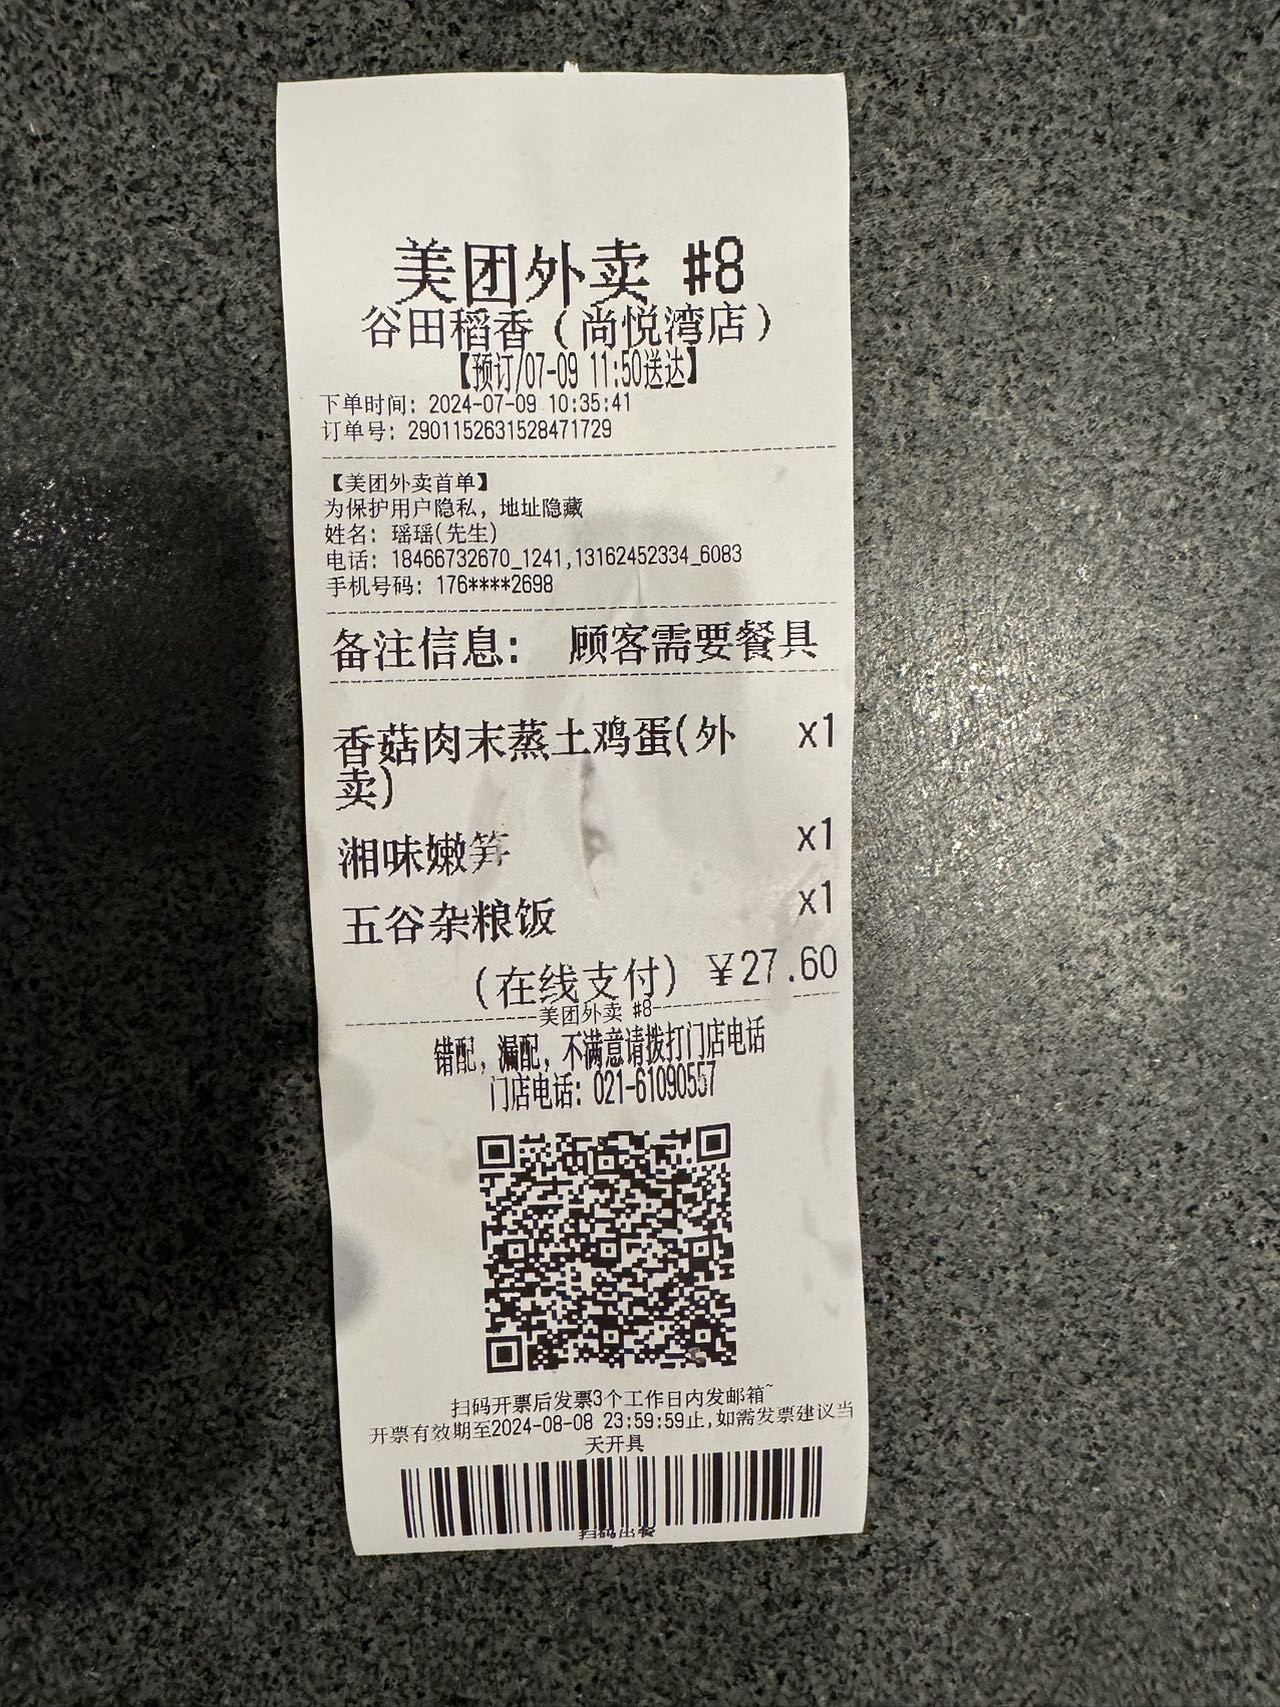 美团外卖 #8
谷田稻香(尚悦湾店)
【预订/07-09 11:50送达】
下单时间: 2024-07-09 10:35:41
订单号: 2901152631528471729
【美团外卖首单】
为保护用户隐私, 地址隐藏
姓名: 瑶瑶(先生)
电话: 18466732670_1241,13162452334_6083
手机号码: 176****2698
备注信息: 顾客需要餐具
香菇肉末蒸土鸡蛋(外 x1
卖)
湘味嫩笋 x1
五谷杂粮饭 x1
(在线支付) ¥27.60
美团外卖 #8
错配, 漏配, 不满意请拨打门店电话
门店电话: 021-61090557
扫码开票后发票3个工作日内发邮箱~
开票有效期至2024-08-08 23:59:59止,如需发票建议当
天开具
扫码出餐